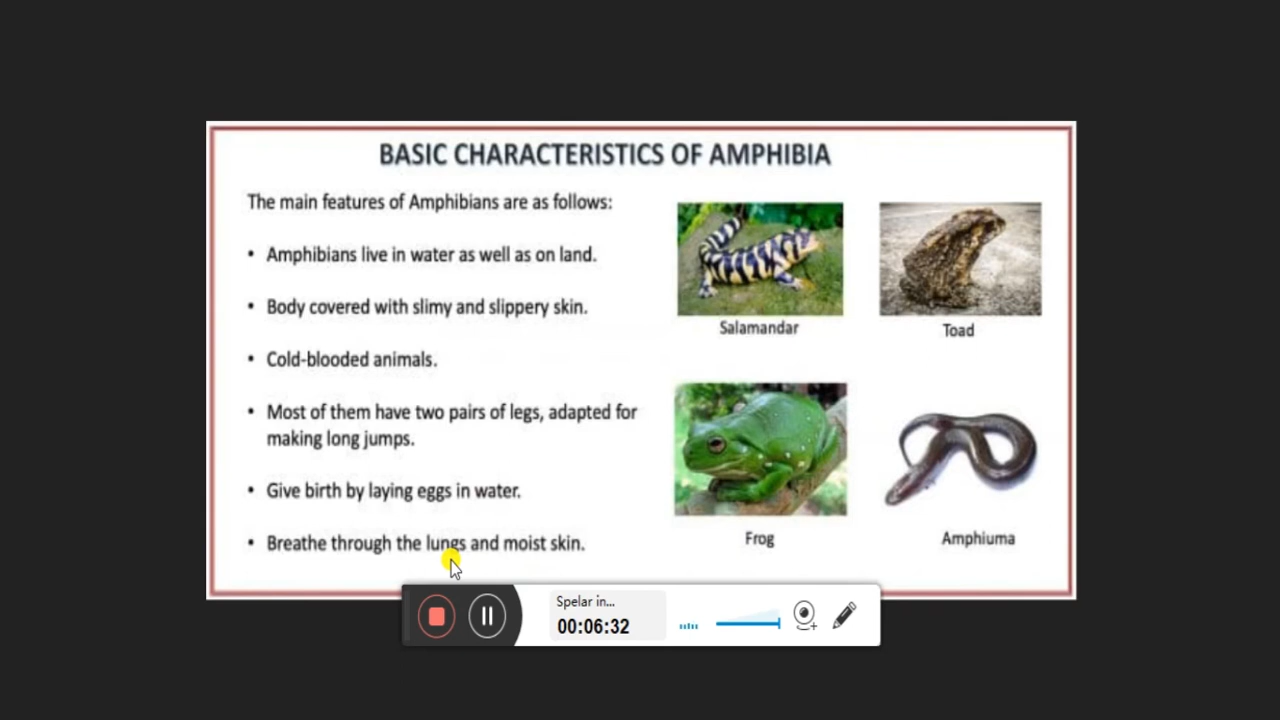 BASIC CHARACTERISTICS OF AMPHIBIA
The main features of Amphibians are as follows:
• Amphibians live in water as well as on land.
• Body covered with slimy and slippery skin.
• Cold-blooded animals.
• Most of them have two pairs of legs, adapted for
making long jumps.
• Give birth by laying eggs in water.
• Breathe through the lungs and moist skin.
Salamandar
Toad
Frog
Amphiuma
Spelar in...
00:06:32